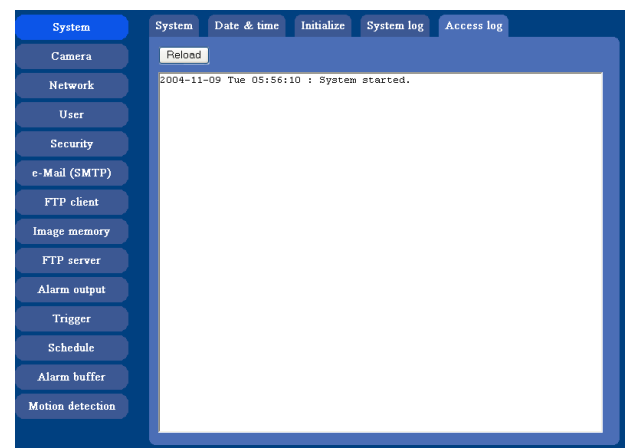 System
Camera
Network
User
Security
e-Mail (SMTP)
FTP client
Image memory
FTP server
Alarm output
Trigger
Schedule
Alarm buffer
Motion detection
System Date & time Initialize System log Access log
Reload
2004-11-09 Tue 05:56:10 : System started.